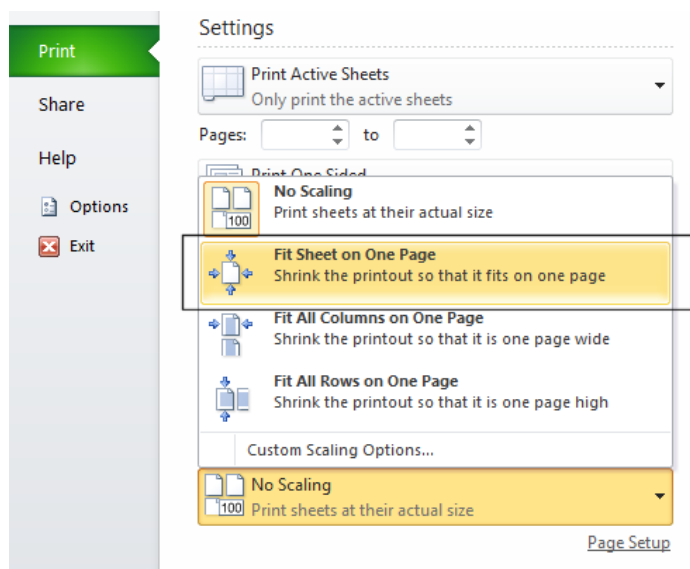 Settings
Print
Print Active Sheets
Only print the active sheets
Share
Pages:
to
Help
Print One Sided
No Scaling
Print sheets at their actual size
100
Options
Exit
Fit Sheet on One Page
Shrink the printout so that it fits on one page
Fit All Columns on One Page
Shrink the printout so that it is one page wide
Fit All Rows on One Page
Shrink the printout so that it is one page high
Custom Scaling Options...
No Scaling
100
Print sheets at their actual size
Page Setup